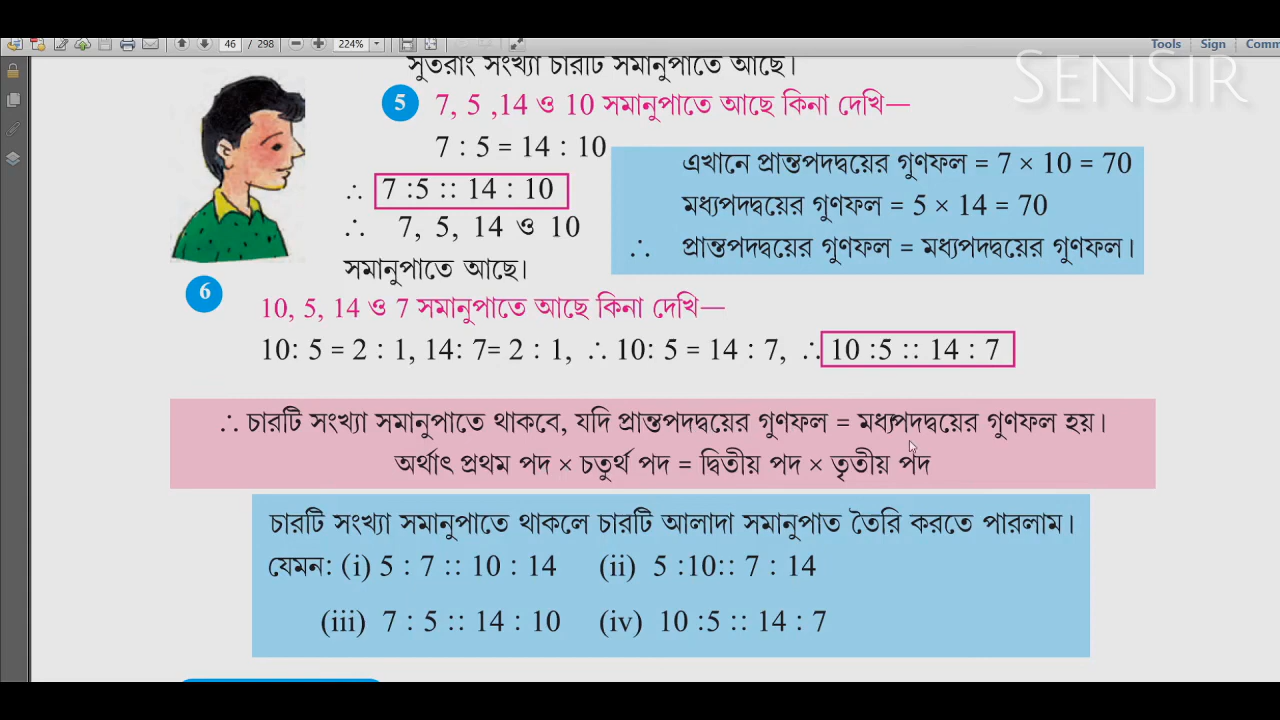 46 / 298
224%
Tools Sign Comm
SENSIR
সুতরাং সংখ্যা চারটি সমানুপাতে আছে।
5 7, 5 ,14 ও 10 সমানুপাতে আছে কিনা দেখি—
7 : 5 = 14 : 10
∴ 7 :5 :: 14 : 10
∴ 7, 5, 14 ও 10
সমানুপাতে আছে।
এখানে প্রান্তপদদ্বয়ের গুণফল = 7 × 10 = 70
মধ্যপদদ্বয়ের গুণফল = 5 × 14 = 70
∴ প্রান্তপদদ্বয়ের গুণফল = মধ্যপদদ্বয়ের গুণফল।
6 10, 5, 14 ও 7 সমানুপাতে আছে কিনা দেখি—
10: 5 = 2 : 1, 14: 7= 2 : 1, ∴ 10: 5 = 14 : 7, ∴ 10 :5 :: 14 : 7
∴ চারটি সংখ্যা সমানুপাতে থাকবে, যদি প্রান্তপদদ্বয়ের গুণফল = মধ্যপদদ্বয়ের গুণফল হয়।
অর্থাৎ প্রথম পদ × চতুর্থ পদ = দ্বিতীয় পদ × তৃতীয় পদ
চারটি সংখ্যা সমানুপাতে থাকলে চারটি আলাদা সমানুপাত তৈরি করতে পারলাম।
যেমন: (i) 5 : 7 :: 10 : 14 (ii) 5 :10:: 7 : 14
(iii) 7 : 5 :: 14 : 10 (iv) 10 :5 :: 14 : 7